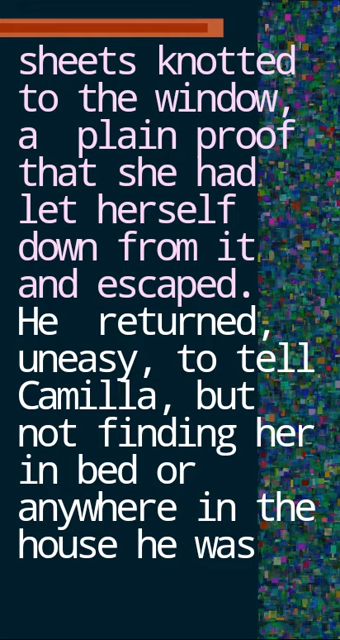 sheets knotted
to the window,
a  plain proof
that she had
let herself
down from it
and escaped.
He  returned,
uneasy, to tell
Camilla, but
not finding her
in bed or
anywhere in the
house he was